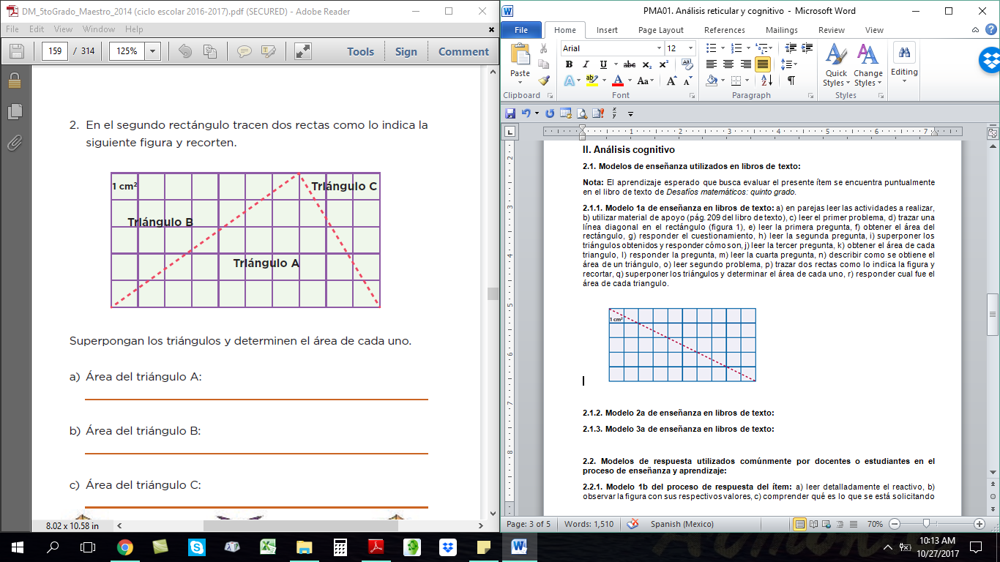 DM_5toGrado_Maestro_2014 (ciclo escolar 2016-2017).pdf (SECURED) - Adobe Reader
File Edit View Window Help
159 / 314 125% Tools Sign Comment
2. En el segundo rectángulo tracen dos rectas como lo indica la
siguiente figura y recorten.
1 cm²
Triángulo C
Triángulo B
Triángulo A
Superpongan los triángulos y determinen el área de cada uno.
a) Área del triángulo A:
b) Área del triángulo B:
c) Área del triángulo C:
8.02 x 10.58 in
PMA01. Análisis reticular y cognitivo - Microsoft Word
File Home Insert Page Layout References Mailings Review View
Paste
Arial 12
Quick Styles
Change Styles
Editing
Clipboard Font Paragraph Styles
1 2 3 4 5 6 7
2
3
4
5
6
7
8
II. Análisis cognitivo
2.1. Modelos de enseñanza utilizados en libros de texto:
Nota: El aprendizaje esperado que busca evaluar el presente ítem se encuentra puntualmente
en el libro de texto de Desafíos matemáticos: quinto grado.
2.1.1. Modelo 1a de enseñanza en libros de texto: a) en parejas leer las actividades a realizar,
b) utilizar material de apoyo (pág. 209 del libro de texto), c) leer el primer problema, d) trazar una
línea diagonal en el rectángulo (figura 1), e) leer la primera pregunta, f) obtener el área del
rectángulo, g) responder el cuestionamiento, h) leer la segunda pregunta, i) superponer los
triángulos obtenidos y responder cómo son, j) leer la tercer pregunta, k) obtener el área de cada
triangulo, l) responder la pregunta, m) leer la cuarta pregunta, n) describir como se obtiene el
área de un triángulo, o) leer segundo problema, p) trazar dos rectas como lo indica la figura y
recortar, q) superponer los triángulos y determinar el área de cada uno, r) responder cual fue el
área de cada triangulo.
1 cm²
2.1.2. Modelo 2a de enseñanza en libros de texto:
2.1.3. Modelo 3a de enseñanza en libros de texto:
2.2. Modelos de respuesta utilizados comúnmente por docentes o estudiantes en el
proceso de enseñanza y aprendizaje:
2.2.1. Modelo 1b del proceso de respuesta del ítem: a) leer detalladamente el reactivo, b)
observar la figura con sus respectivos valores, c) comprender qué es lo que se está solicitando
Page: 3 of 5 Words: 1,510 Spanish (Mexico) 70%
10:13 AM
10/27/2017